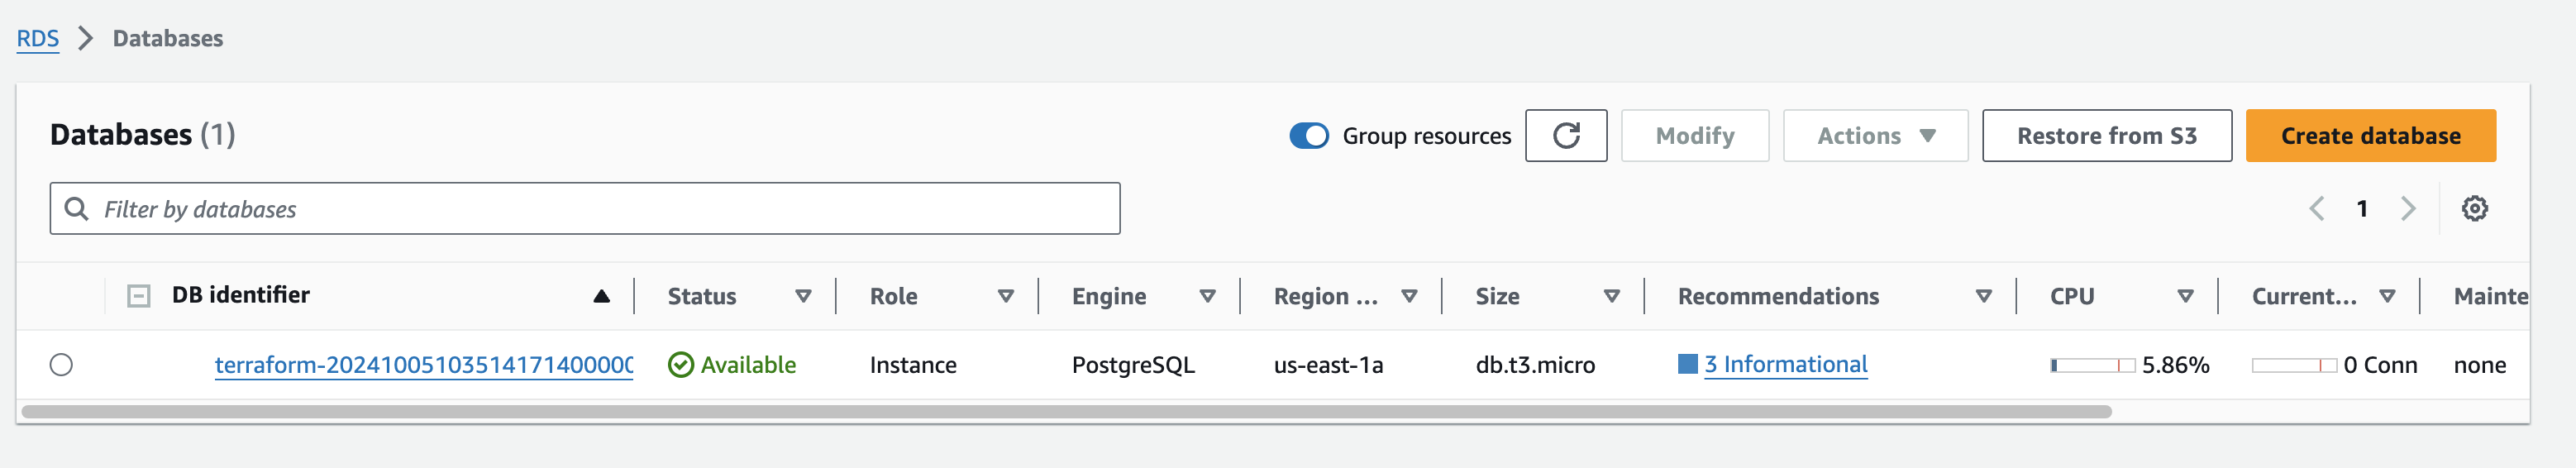 RDS > Databases
Databases (1) Group resources Modify Actions Restore from S3 Create database
Filter by databases 1
DB identifier Status Role Engine Region ... Size Recommendations CPU Current... Mainte
terraform-20241005103514171400000 Available Instance PostgreSQL us-east-1a db.t3.micro 3 Informational 5.86% 0 Conn none